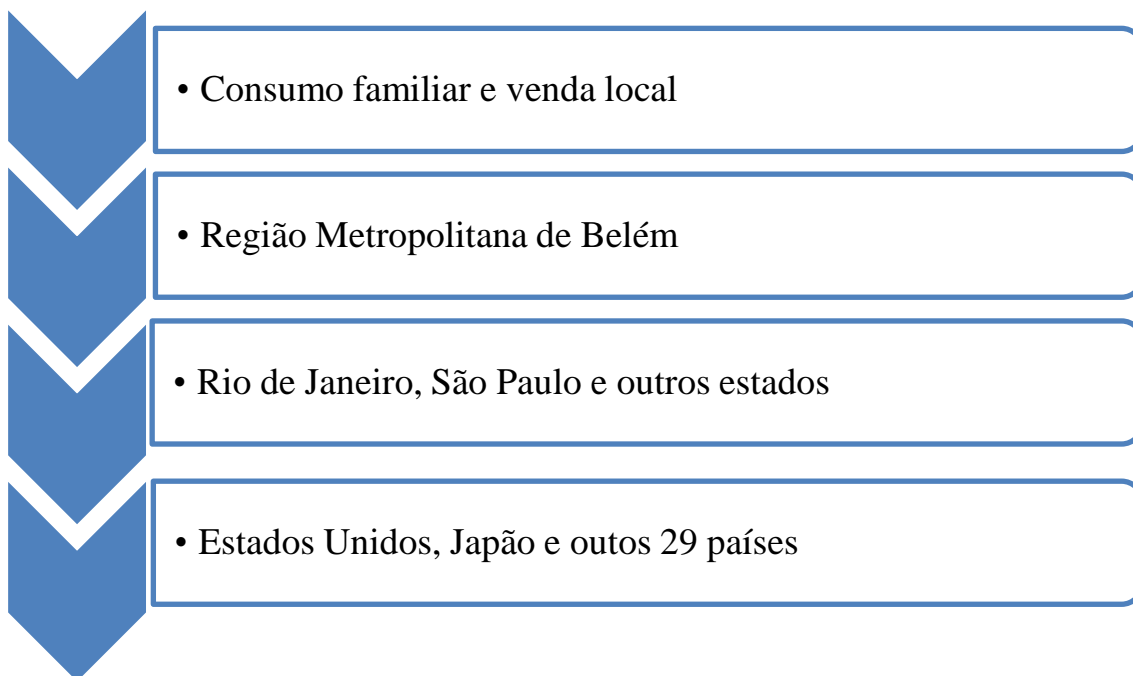 • Consumo familiar e venda local
• Região Metropolitana de Belém
• Rio de Janeiro, São Paulo e outros estados
• Estados Unidos, Japão e outos 29 países